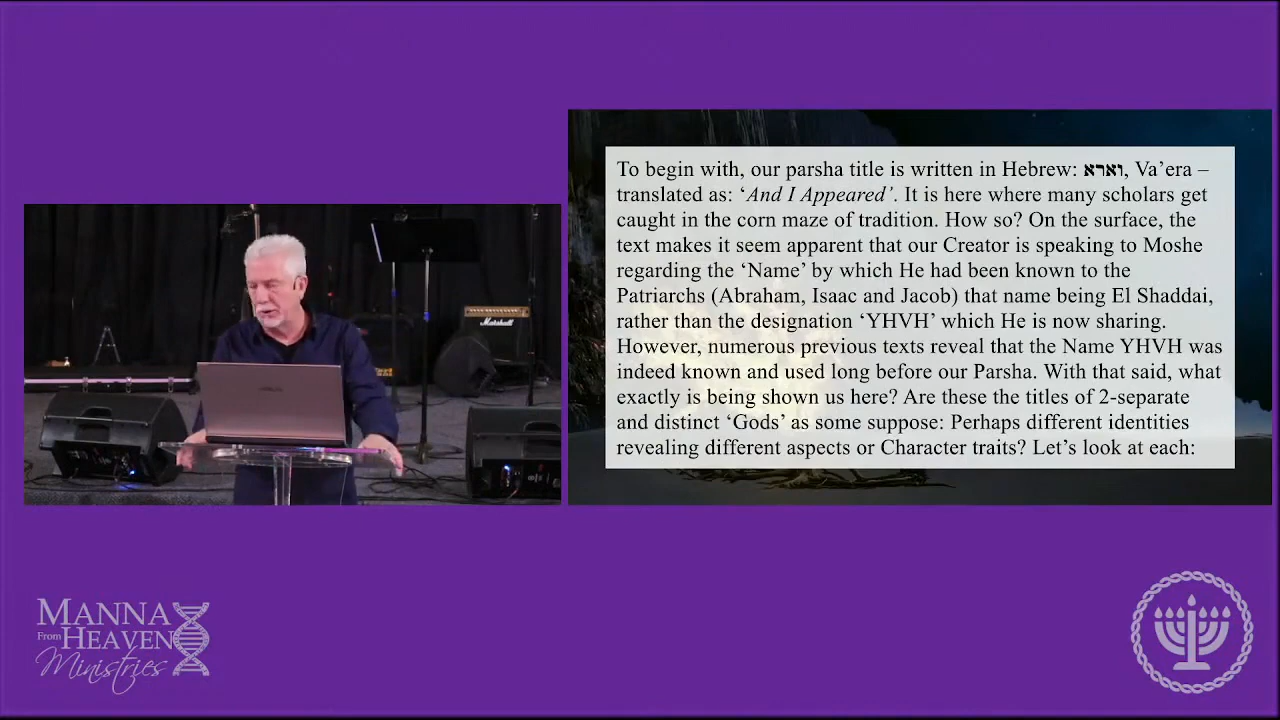 To begin with, our parsha title is written in Hebrew: וארא, Va’era –
translated as: ‘And I Appeared’. It is here where many scholars get
caught in the corn maze of tradition. How so? On the surface, the
text makes it seem apparent that our Creator is speaking to Moshe
regarding the ‘Name’ by which He had been known to the
Patriarchs (Abraham, Isaac and Jacob) that name being El Shaddai,
rather than the designation ‘YHVH’ which He is now sharing.
However, numerous previous texts reveal that the Name YHVH was
indeed known and used long before our Parsha. With that said, what
exactly is being shown us here? Are these the titles of 2-separate
and distinct ‘Gods’ as some suppose: Perhaps different identities
revealing different aspects or Character traits? Let’s look at each:
Marshall
MANNA
From HEAVEN
Ministries